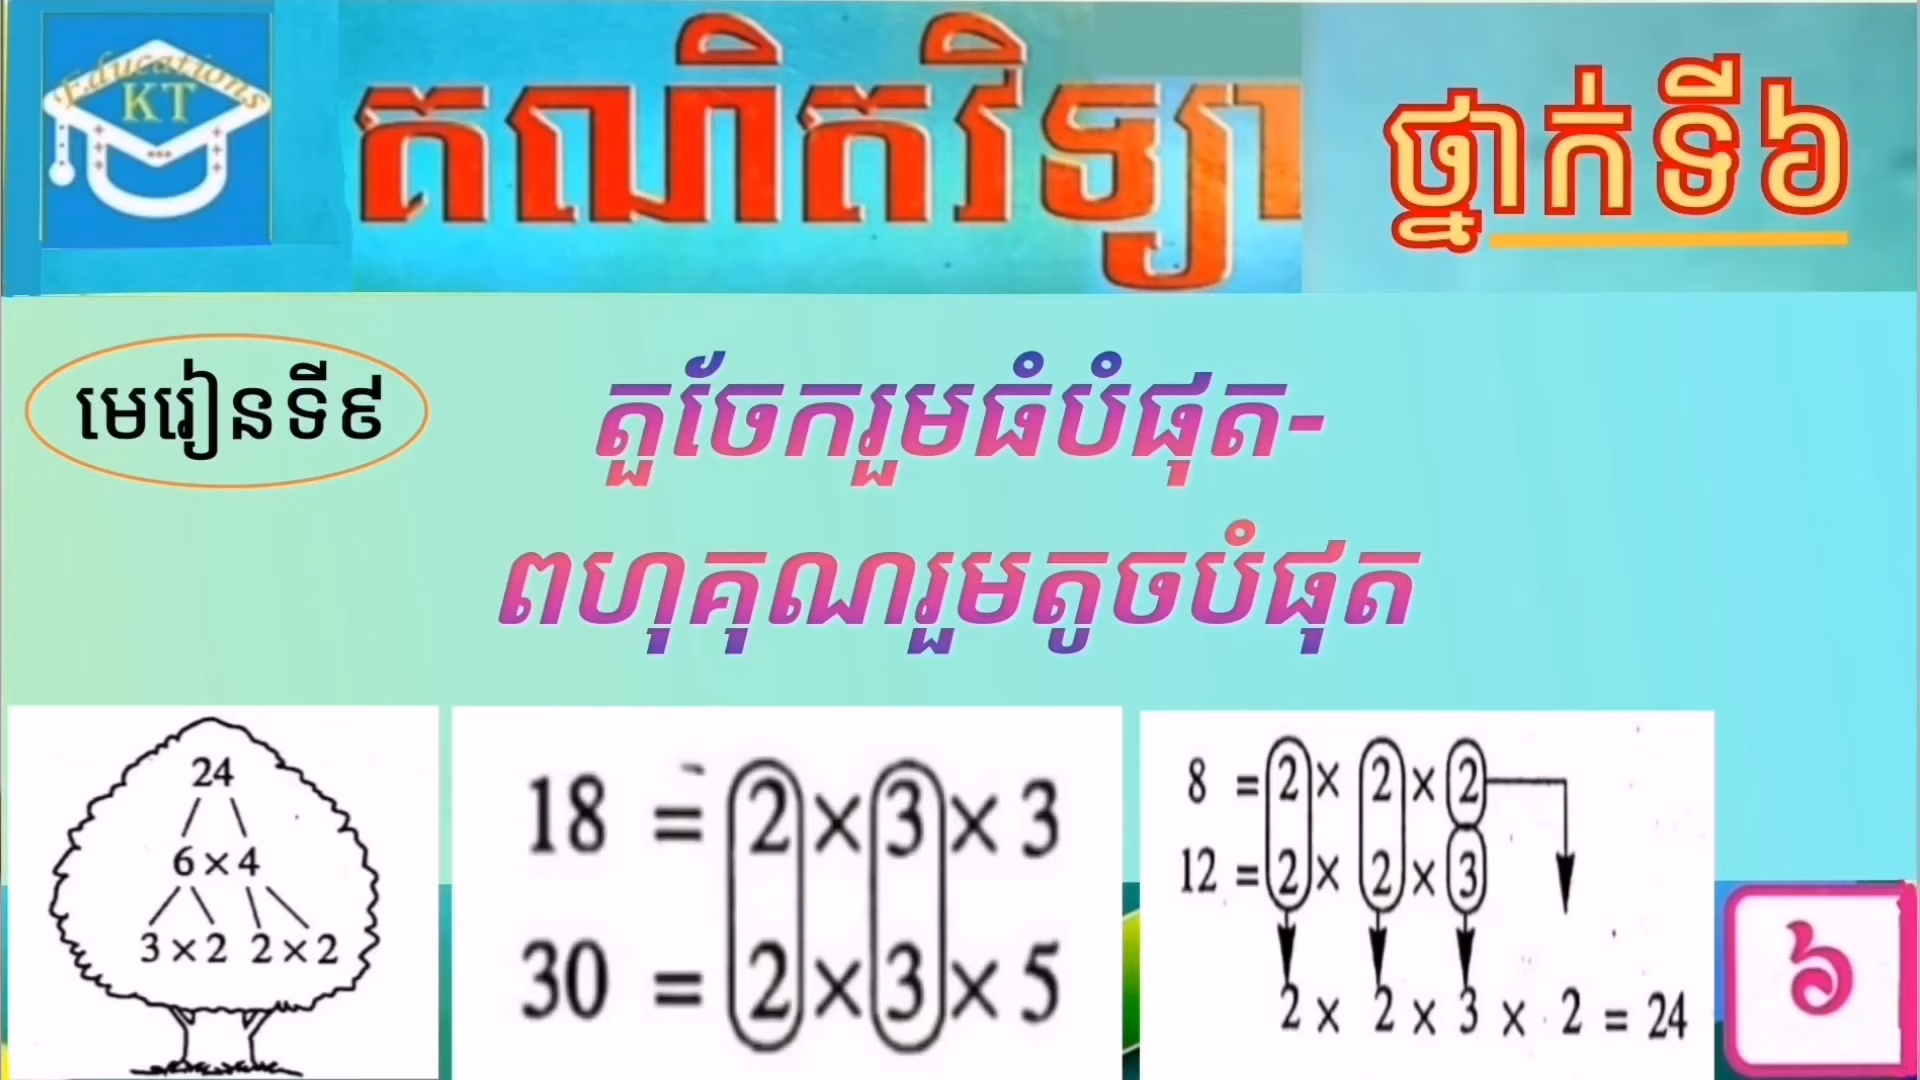 Educations
KT
គណិតវិទ្យា
ថ្នាក់ទី៦
មេរៀនទី៩
តួចែករួមធំបំផុត-
ពហុគុណរួមតូចបំផុត
24
6 × 4
3 × 2 2 × 2
18 = 2 × 3 × 3
30 = 2 × 3 × 5
8 = 2 × 2 × 2
12 = 2 × 2 × 3
2 × 2 × 3 × 2 = 24
៦